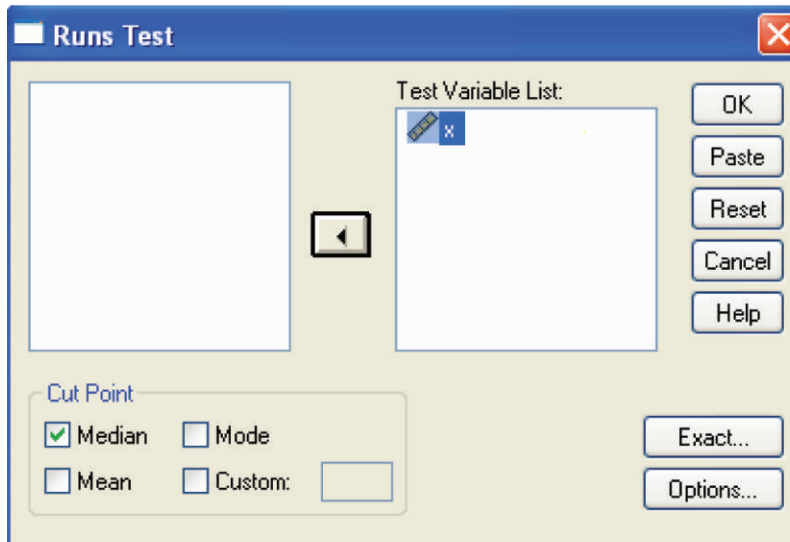 Runs Test
Test Variable List:
x
OK
Paste
Reset
Cancel
Help
Cut Point
Median
Mode
Mean
Custom:
Exact...
Options...